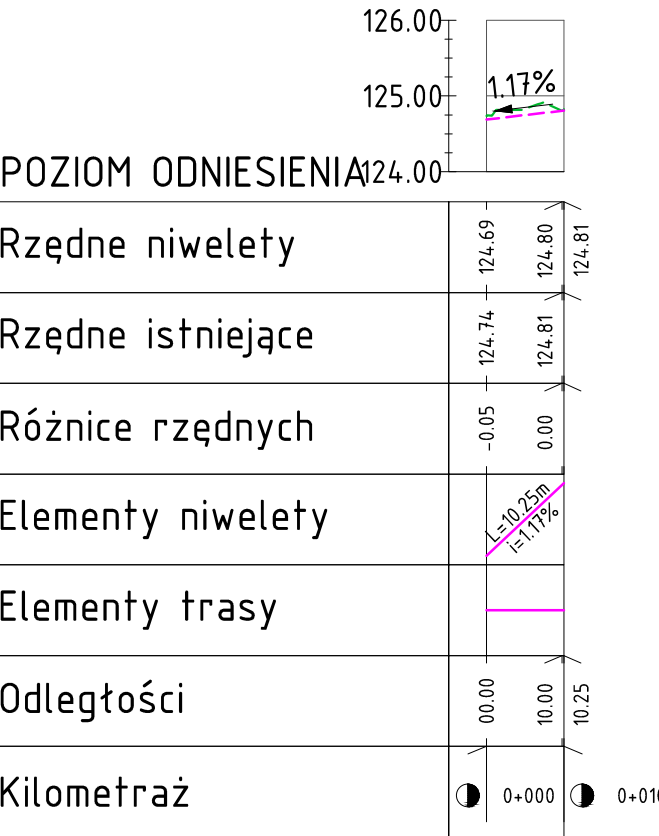 126.00
1.17%
125.00
POZIOM ODNIESIENIA 124.00
Rzędne niwelety 124.69 124.80 124.81
Rzędne istniejące 124.74 124.81
Różnice rzędnych -0.05 0.00
Elementy niwelety L=10.25m
i=1.17%
Elementy trasy
Odległości 00.00 10.00 10.25
Kilometraż 0+000